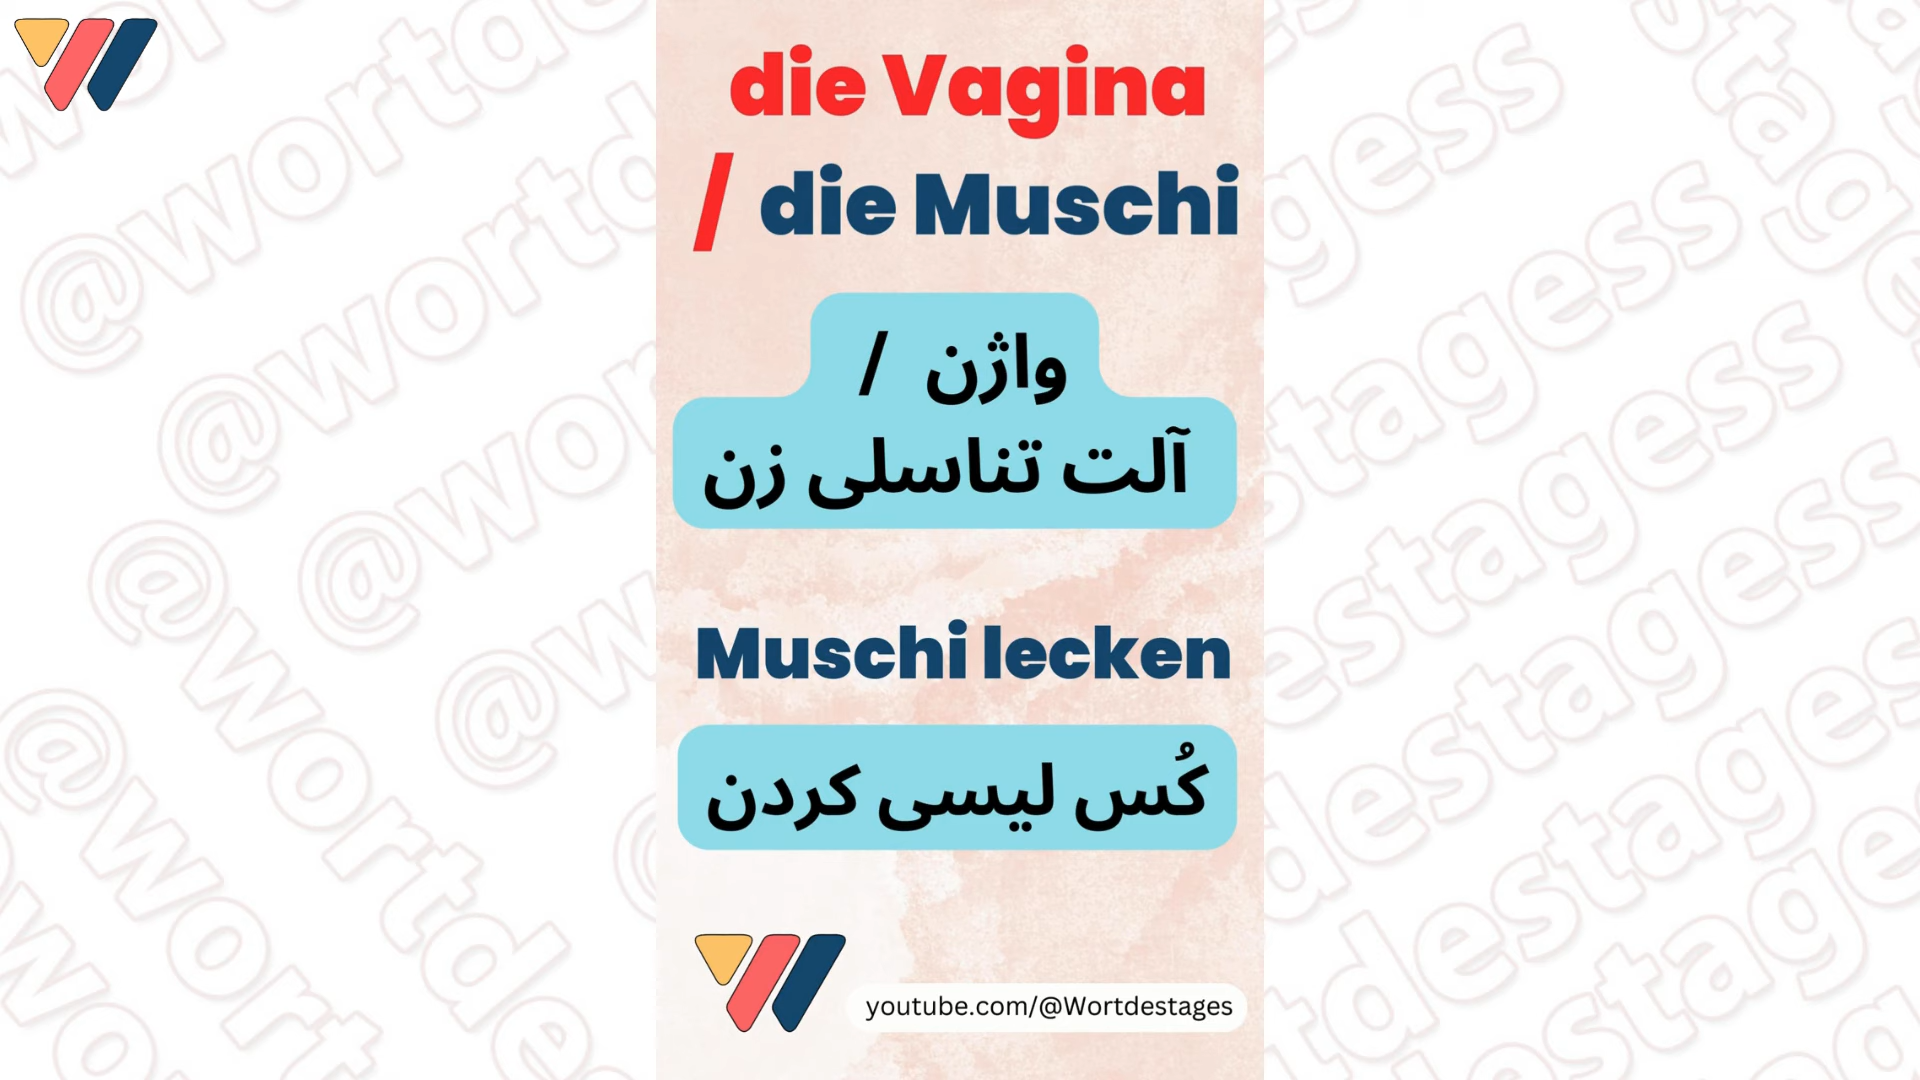 die Vagina
/ die Muschi
واژن /
آلت تناسلی زن
Muschi lecken
کُس لیسی کردن
youtube.com/@Wortdestages